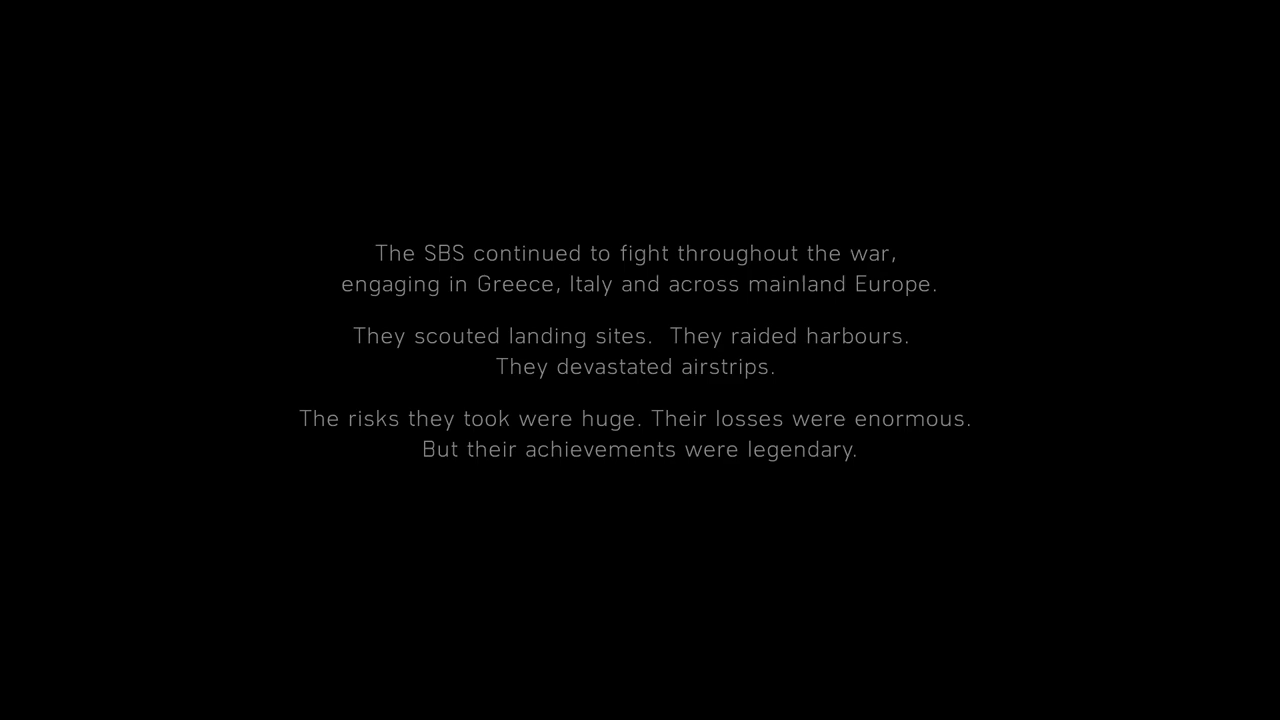 The SBS continued to fight throughout the war,
engaging in Greece, Italy and across mainland Europe.
They scouted landing sites.  They raided harbours.
They devastated airstrips.
The risks they took were huge. Their losses were enormous.
But their achievements were legendary.